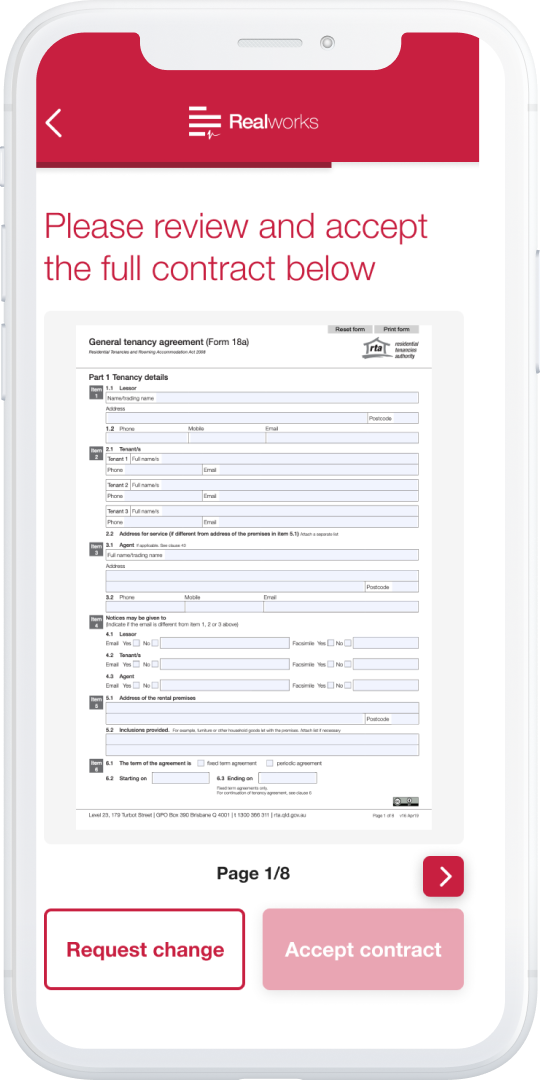 Realworks
Please review and accept
the full contract below
Reset form Print form
General tenancy agreement (Form 18a)
Residential Tenancies and Rooming Accommodation Act 2008
rta residential
tenancies
authority
Part 1 Tenancy details
Item
1
1.1 Lessor
Name/trading name
Address
Postcode
1.2 Phone Mobile Email
Item
2
2.1 Tenant/s
Tenant 1 Full name/s
Phone Email
Tenant 2 Full name/s
Phone Email
Tenant 3 Full name/s
Phone Email
2.2 Address for service (if different from address of the premises in item 5.1) Attach a separate list
Item
3
3.1 Agent If applicable. See clause 43
Full name/trading name
Address
Postcode
3.2 Phone Mobile Email
Item
4
Notices may be given to
(Indicate if the email is different from item 1, 2 or 3 above)
4.1 Lessor
Email Yes No Facsimile Yes No
4.2 Tenant/s
Email Yes No Facsimile Yes No
4.3 Agent
Email Yes No Facsimile Yes No
Item
5
5.1 Address of the rental premises
Postcode
5.2 Inclusions provided. For example, furniture or other household goods let with the premises. Attach list if necessary
Item
6
6.1 The term of the agreement is fixed term agreement periodic agreement
6.2 Starting on 6.3 Ending on
Fixed term agreements only.
For continuation of tenancy agreement, see clause 6
Level 23, 179 Turbot Street | GPO Box 390 Brisbane Q 4001 | t 1300 366 311 | rta.qld.gov.au Page 1 of 8 v16 Apr19
Page 1/8
Request change Accept contract